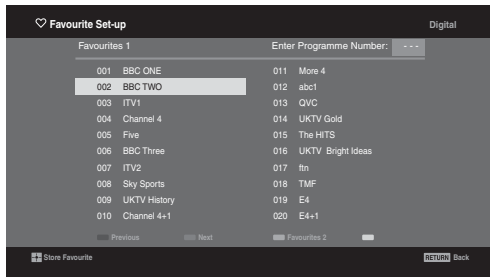 Favourite Set-up Digital
Favourites 1 Enter Programme Number: ---
001 BBC ONE
002 BBC TWO
003 ITV1
004 Channel 4
005 Five
006 BBC Three
007 ITV2
008 Sky Sports
009 UKTV History
010 Channel 4+1
011 More 4
012 abc1
013 QVC
014 UKTV Gold
015 The HITS
016 UKTV Bright Ideas
017 ftn
018 TMF
019 E4
020 E4+1
Previous Next Favourites 2
Store Favourite RETURN Back